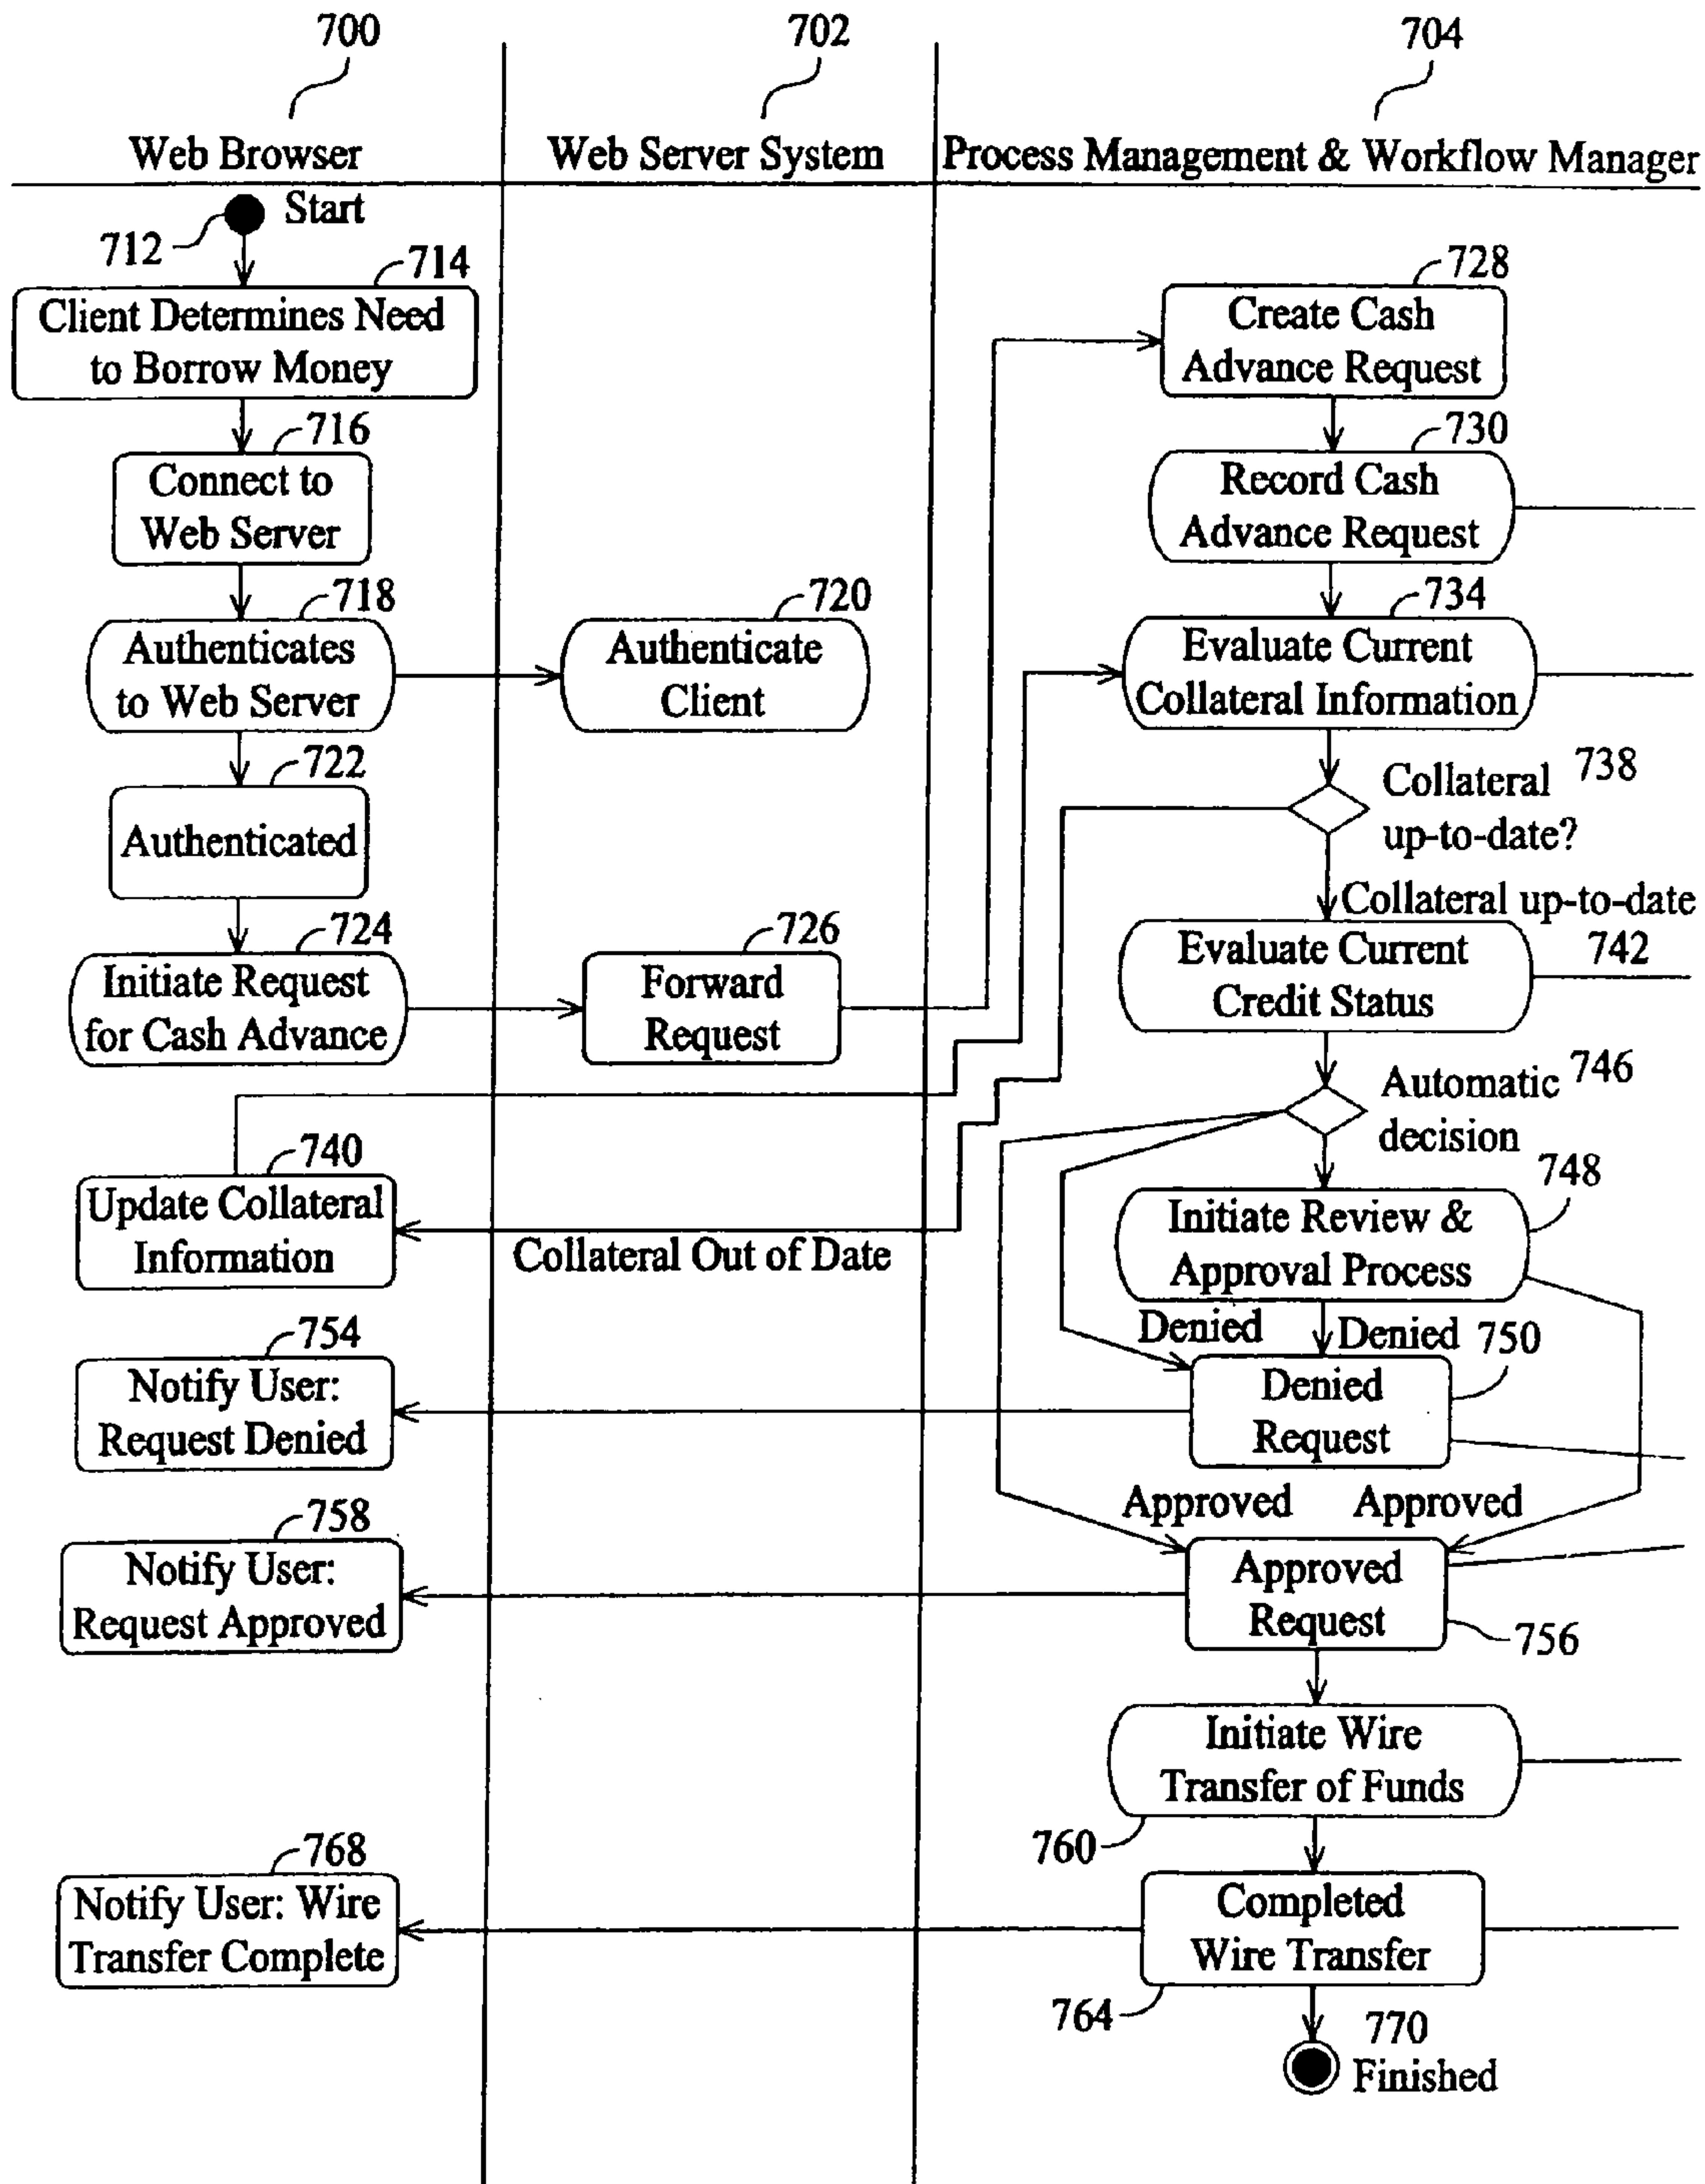 700
702
704
Web Browser
Web Server System
Process Management & Workflow Manager
Start
712
714
Client Determines Need
to Borrow Money
716
Connect to
Web Server
718
Authenticates
to Web Server
720
Authenticate
Client
722
Authenticated
724
Initiate Request
for Cash Advance
726
Forward
Request
728
Create Cash
Advance Request
730
Record Cash
Advance Request
734
Evaluate Current
Collateral Information
Collateral 738
up-to-date?
Collateral up-to-date
Evaluate Current
Credit Status
742
Automatic 746
decision
740
Update Collateral
Information
Collateral Out of Date
748
Initiate Review &
Approval Process
Denied
Denied
750
Denied
Request
754
Notify User:
Request Denied
Approved
Approved
758
Notify User:
Request Approved
Approved
Request
756
Initiate Wire
Transfer of Funds
760
768
Notify User: Wire
Transfer Complete
Completed
Wire Transfer
764
770
Finished